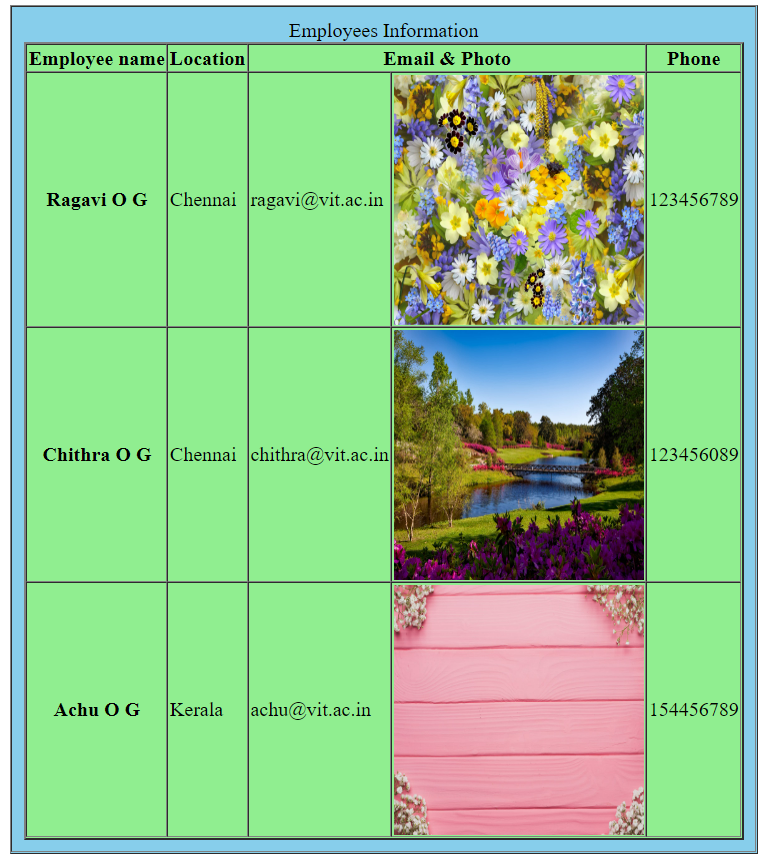 Employees Information
Employee name Location Email & Photo Phone
Ragavi O G Chennai ragavi@vit.ac.in 123456789
Chithra O G Chennai chithra@vit.ac.in 123456089
Achu O G Kerala achu@vit.ac.in 154456789